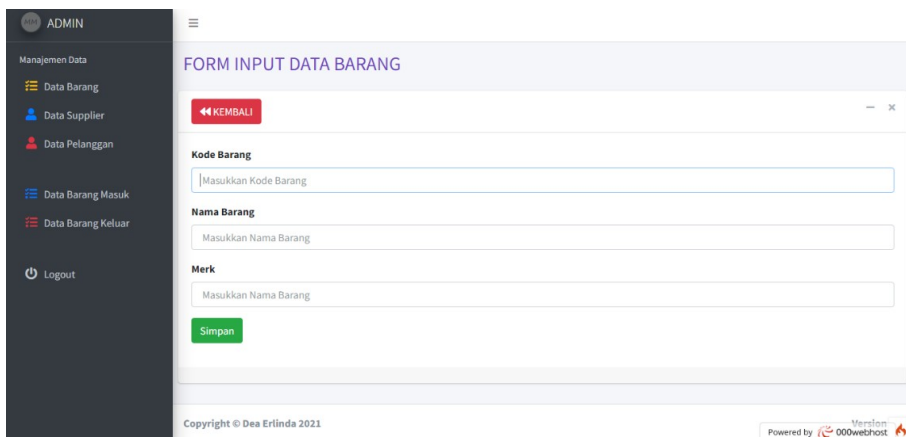 ADMIN
Manajemen Data
Data Barang
Data Supplier
Data Pelanggan
Data Barang Masuk
Data Barang Keluar
Logout
FORM INPUT DATA BARANG
KEMBALI
Kode Barang
Masukkan Kode Barang
Nama Barang
Masukkan Nama Barang
Merk
Masukkan Nama Barang
Simpan
Copyright © Dea Erlinda 2021
Version
Powered by 000webhost